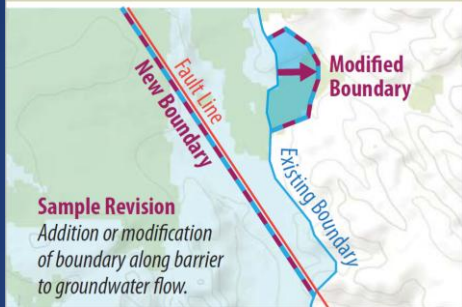 Modified
Boundary
Fault Line
New Boundary
Existing Boundary
Sample Revision
Addition or modification
of boundary along barrier
to groundwater flow.